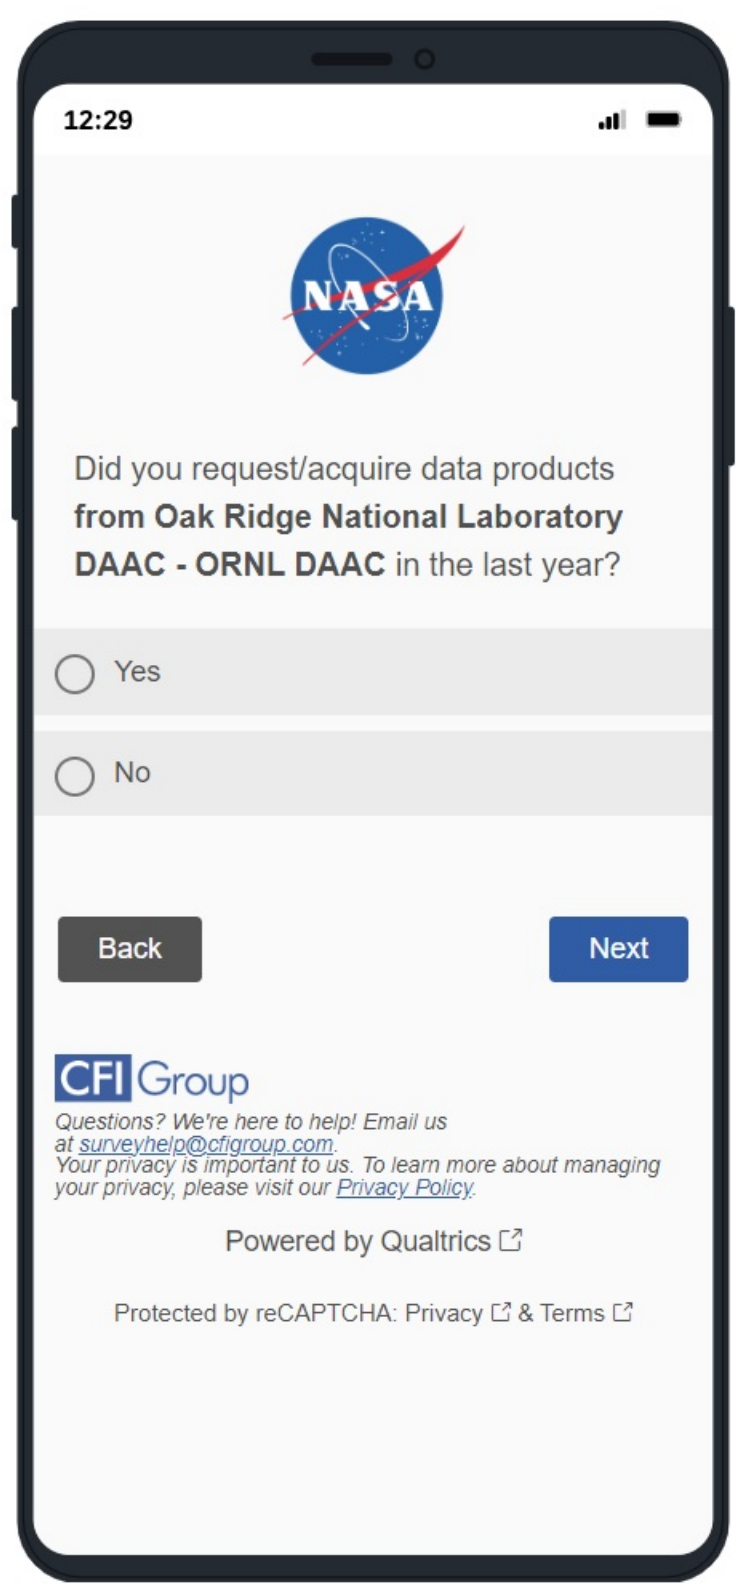 12:29
NASA
Did you request/acquire data products
from Oak Ridge National Laboratory
DAAC - ORNL DAAC in the last year?
Yes
No
Back
Next
CFI Group
Questions? We're here to help! Email us
at surveyhelp@cfigroup.com.
Your privacy is important to us. To learn more about managing
your privacy, please visit our Privacy Policy.
Powered by Qualtrics
Protected by reCAPTCHA: Privacy & Terms